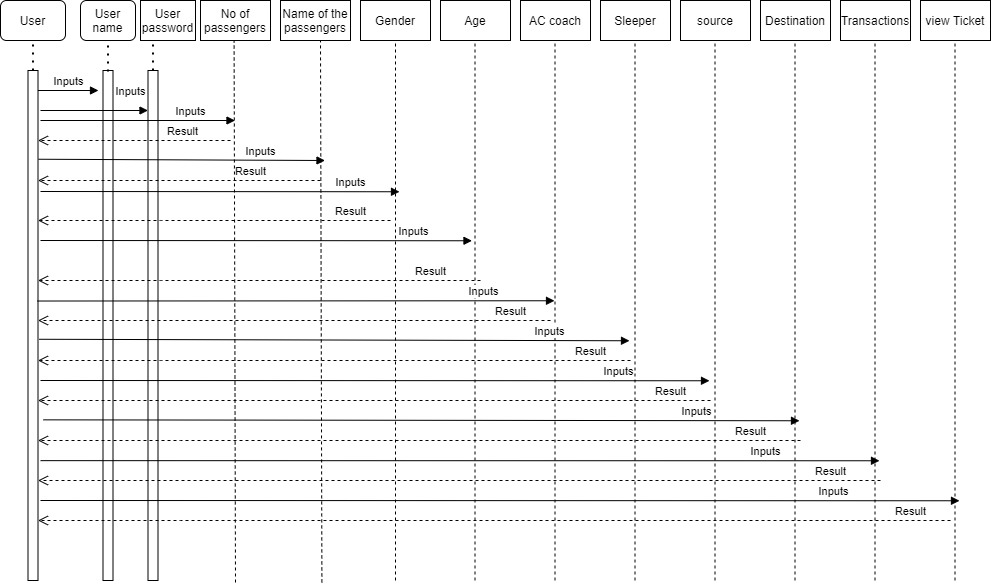 User
User
name
User
password
No of
passengers
Name of the
passengers
Gender
Age
AC coach
Sleeper
source
Destination
Transactions
view Ticket
Inputs
Inputs
Inputs
Result
Inputs
Result
Inputs
Result
Inputs
Result
Inputs
Result
Inputs
Result
Inputs
Result
Inputs
Result
Inputs
Result
Inputs
Result